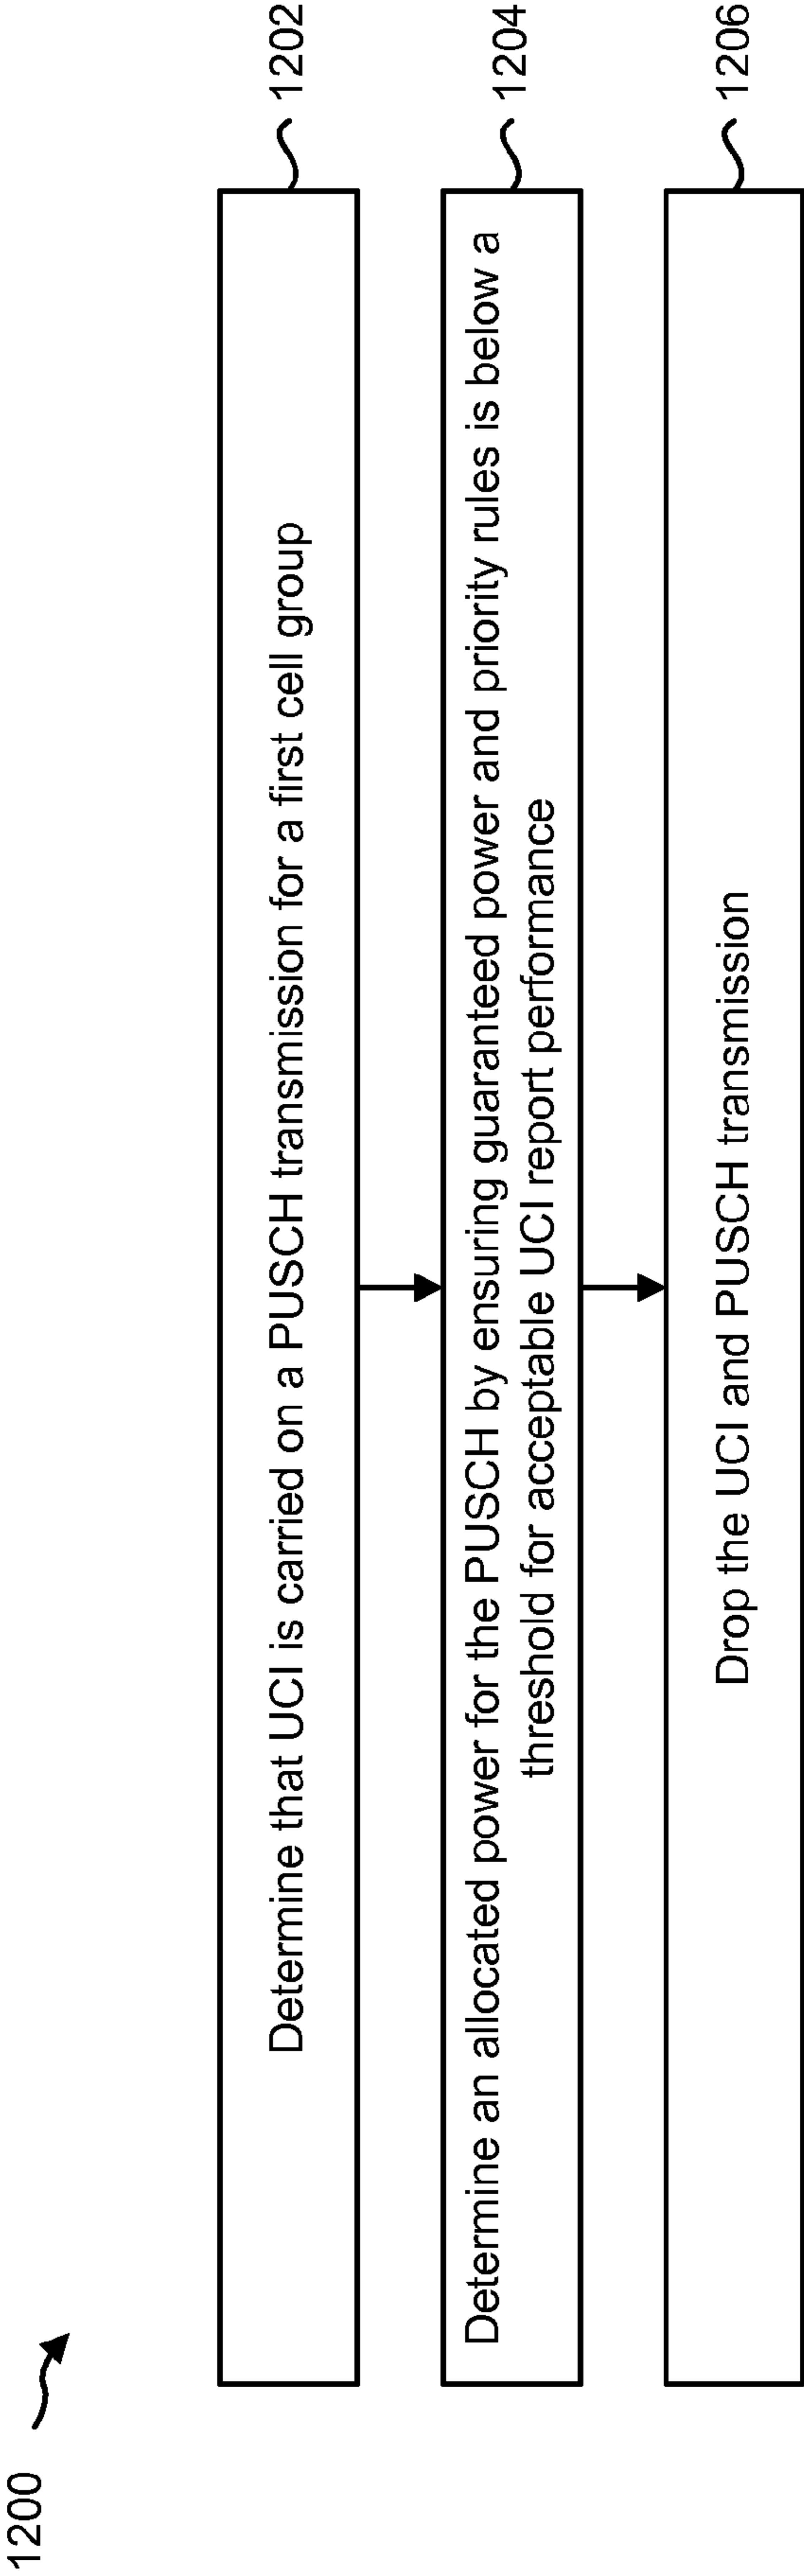 1200
Determine that UCI is carried on a PUSCH transmission for a first cell group
1202
Determine an allocated power for the PUSCH by ensuring guaranteed power and priority rules is below a
threshold for acceptable UCI report performance
1204
Drop the UCI and PUSCH transmission
1206